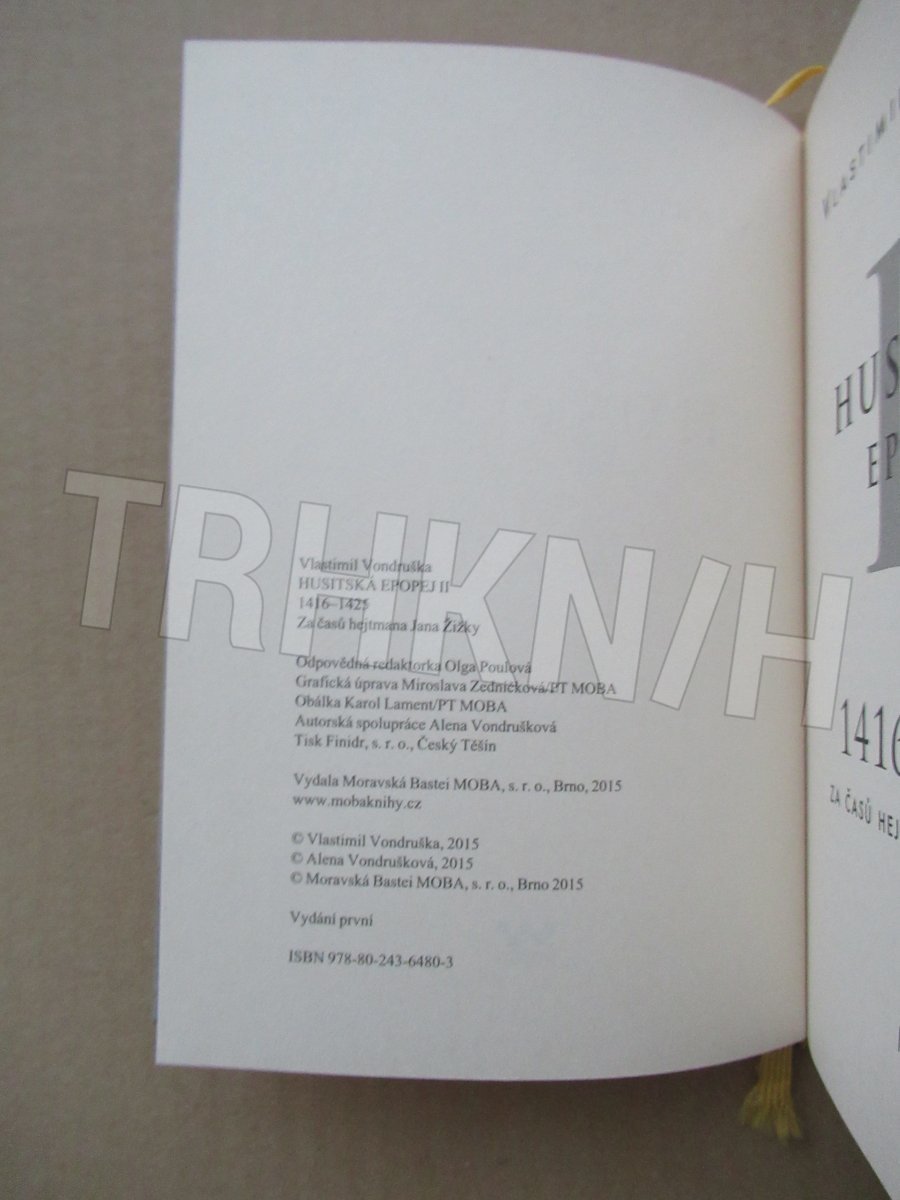 Vlastimil Vondruška
HUSITSKÁ EPOPEJ II
1416–1425
Za časů hejtmana Jana Žižky
Odpovědná redaktorka Olga Poulová
Grafická úprava Miroslava Zedníčková/PT MOBA
Obálka Karol Lament/PT MOBA
Autorská spolupráce Alena Vondrušková
Tisk Finidr, s. r. o., Český Těšín
Vydala Moravská Bastei MOBA, s. r. o., Brno, 2015
www.mobaknihy.cz
© Vlastimil Vondruška, 2015
© Alena Vondrušková, 2015
© Moravská Bastei MOBA, s. r. o., Brno 2015
Vydání první
ISBN 978-80-243-6480-3
TRHKNIH
VLASTIMI
HUS
EP
1416
ZA ČASŮ HEJ